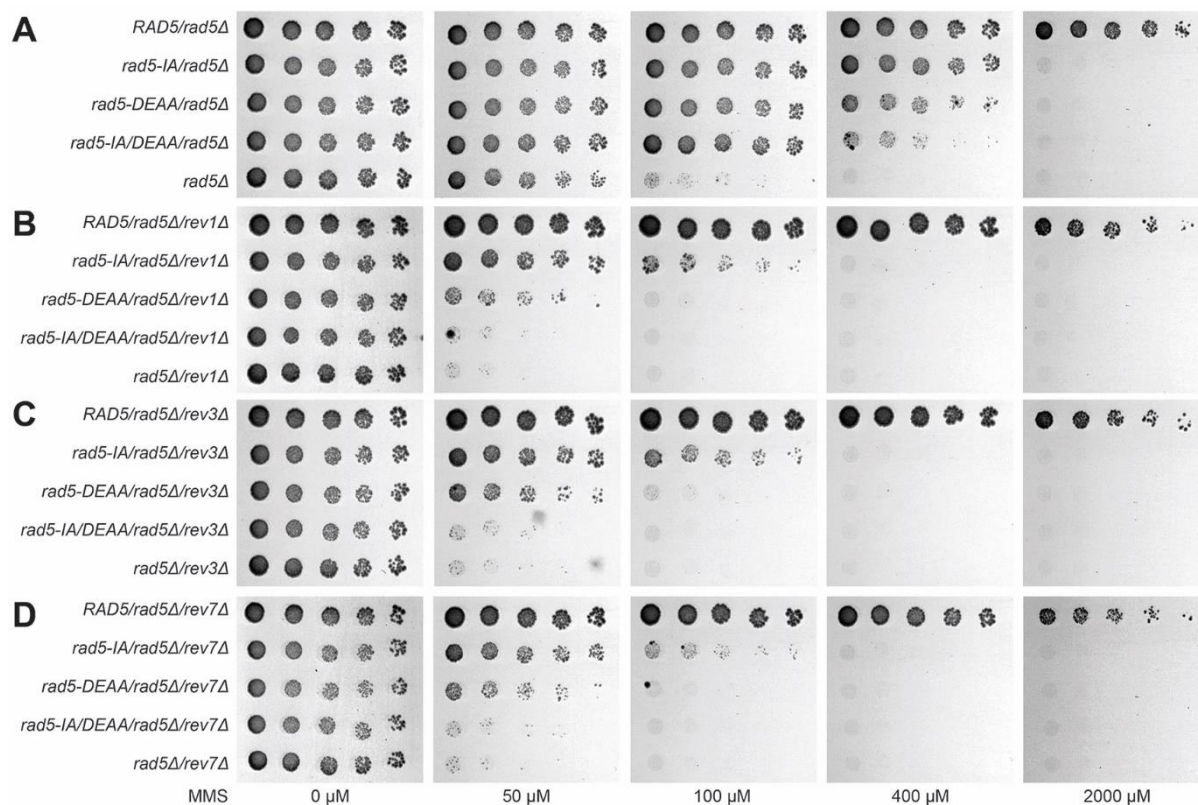 A
RAD5/rad5Δ
rad5-IA/rad5Δ
rad5-DEAA/rad5Δ
rad5-IA/DEAA/rad5Δ
rad5Δ
B
RAD5/rad5Δ/rev1Δ
rad5-IA/rad5Δ/rev1Δ
rad5-DEAA/rad5Δ/rev1Δ
rad5-IA/DEAA/rad5Δ/rev1Δ
rad5Δ/rev1Δ
C
RAD5/rad5Δ/rev3Δ
rad5-IA/rad5Δ/rev3Δ
rad5-DEAA/rad5Δ/rev3Δ
rad5-IA/DEAA/rad5Δ/rev3Δ
rad5Δ/rev3Δ
D
RAD5/rad5Δ/rev7Δ
rad5-IA/rad5Δ/rev7Δ
rad5-DEAA/rad5Δ/rev7Δ
rad5-IA/DEAA/rad5Δ/rev7Δ
rad5Δ/rev7Δ
MMS 0 µM 50 µM 100 µM 400 µM 2000 µM